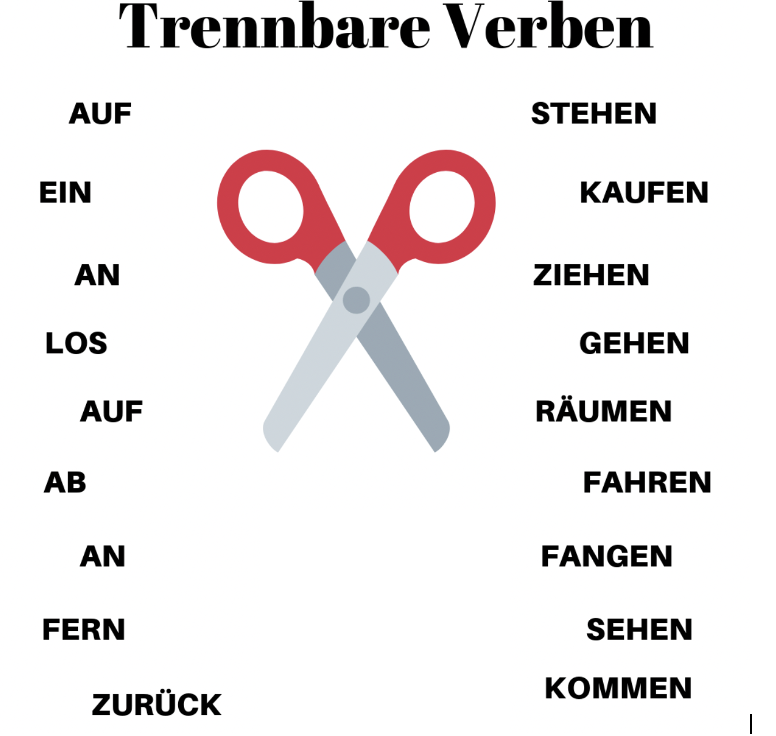 Trennbare Verben
AUF STEHEN
EIN KAUFEN
AN ZIEHEN
LOS GEHEN
AUF RÄUMEN
AB FAHREN
AN FANGEN
FERN SEHEN
ZURÜCK KOMMEN